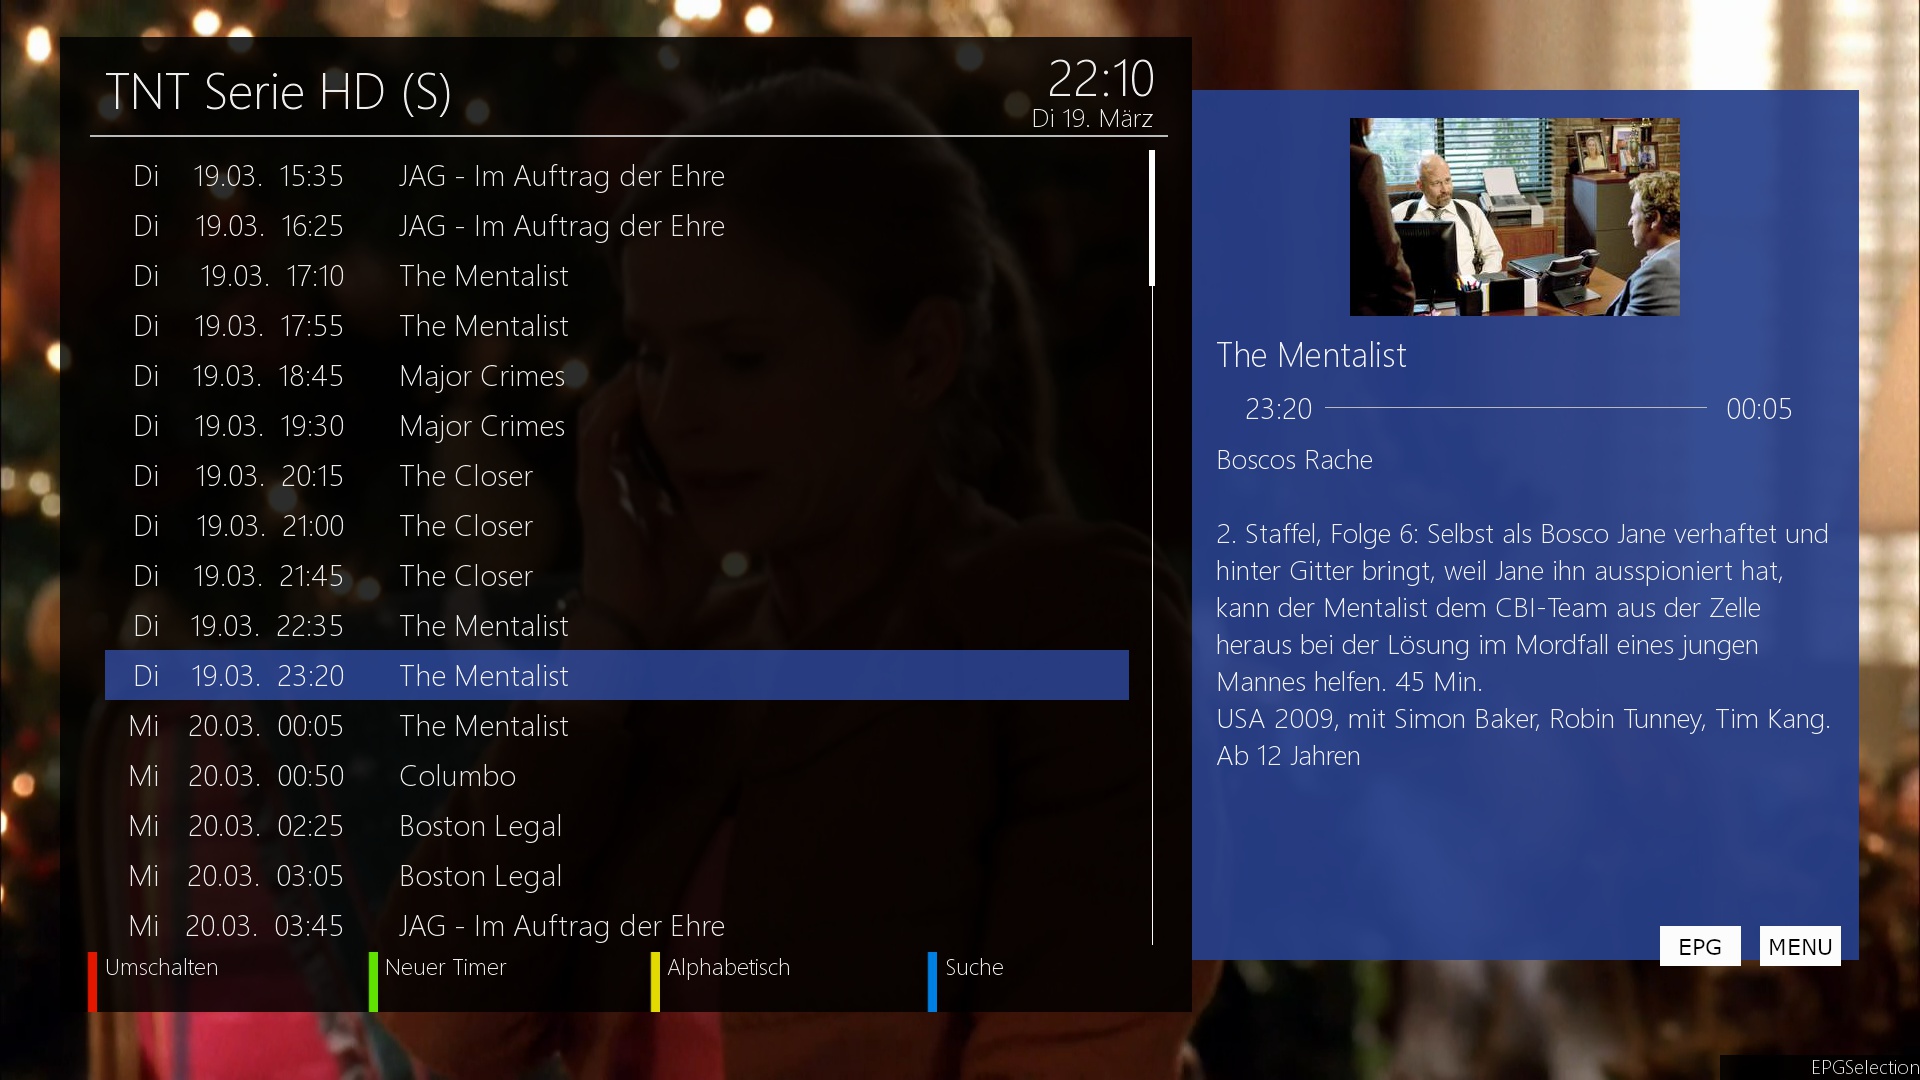 TNT Serie HD (S)
22:10
Di 19. März
Di 19.03. 15:35 JAG - Im Auftrag der Ehre
Di 19.03. 16:25 JAG - Im Auftrag der Ehre
Di 19.03. 17:10 The Mentalist
Di 19.03. 17:55 The Mentalist
Di 19.03. 18:45 Major Crimes
Di 19.03. 19:30 Major Crimes
Di 19.03. 20:15 The Closer
Di 19.03. 21:00 The Closer
Di 19.03. 21:45 The Closer
Di 19.03. 22:35 The Mentalist
Di 19.03. 23:20 The Mentalist
Mi 20.03. 00:05 The Mentalist
Mi 20.03. 00:50 Columbo
Mi 20.03. 02:25 Boston Legal
Mi 20.03. 03:05 Boston Legal
Mi 20.03. 03:45 JAG - Im Auftrag der Ehre
Umschalten Neuer Timer Alphabetisch Suche
The Mentalist
23:20 00:05
Boscos Rache
2. Staffel, Folge 6: Selbst als Bosco Jane verhaftet und
hinter Gitter bringt, weil Jane ihn ausspioniert hat,
kann der Mentalist dem CBI-Team aus der Zelle
heraus bei der Lösung im Mordfall eines jungen
Mannes helfen. 45 Min.
USA 2009, mit Simon Baker, Robin Tunney, Tim Kang.
Ab 12 Jahren
EPG MENU
EPGSelection